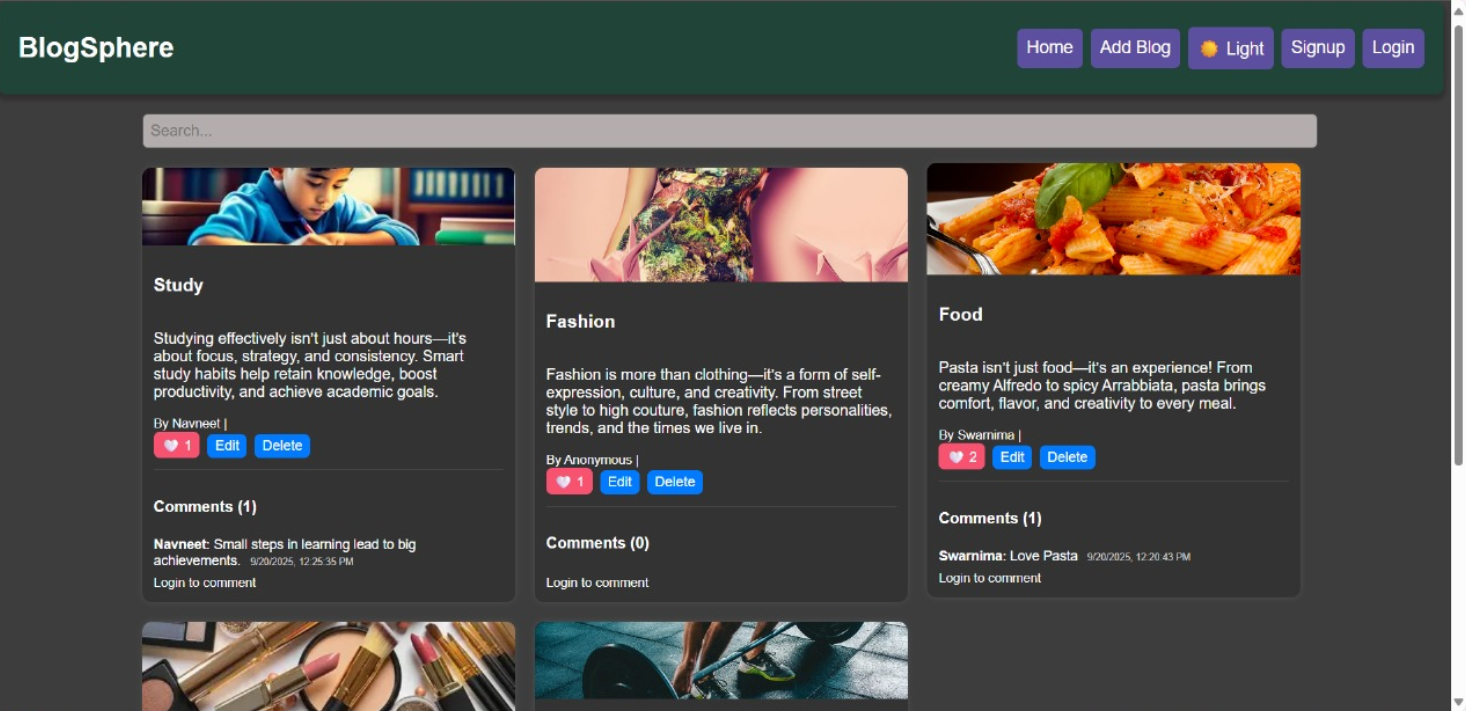 BlogSphere
Home
Add Blog
Light
Signup
Login
Search...
Study
Studying effectively isn't just about hours—it's
about focus, strategy, and consistency. Smart
study habits help retain knowledge, boost
productivity, and achieve academic goals.
By Navneet |
🤍 1
Edit
Delete
Comments (1)
Navneet: Small steps in learning lead to big
achievements. 9/20/2025, 12:25:35 PM
Login to comment
Fashion
Fashion is more than clothing—it's a form of self-
expression, culture, and creativity. From street
style to high couture, fashion reflects personalities,
trends, and the times we live in.
By Anonymous |
🤍 1
Edit
Delete
Comments (0)
Login to comment
Food
Pasta isn't just food—it's an experience! From
creamy Alfredo to spicy Arrabbiata, pasta brings
comfort, flavor, and creativity to every meal.
By Swarnima |
🤍 2
Edit
Delete
Comments (1)
Swarnima: Love Pasta 9/20/2025, 12:20:43 PM
Login to comment